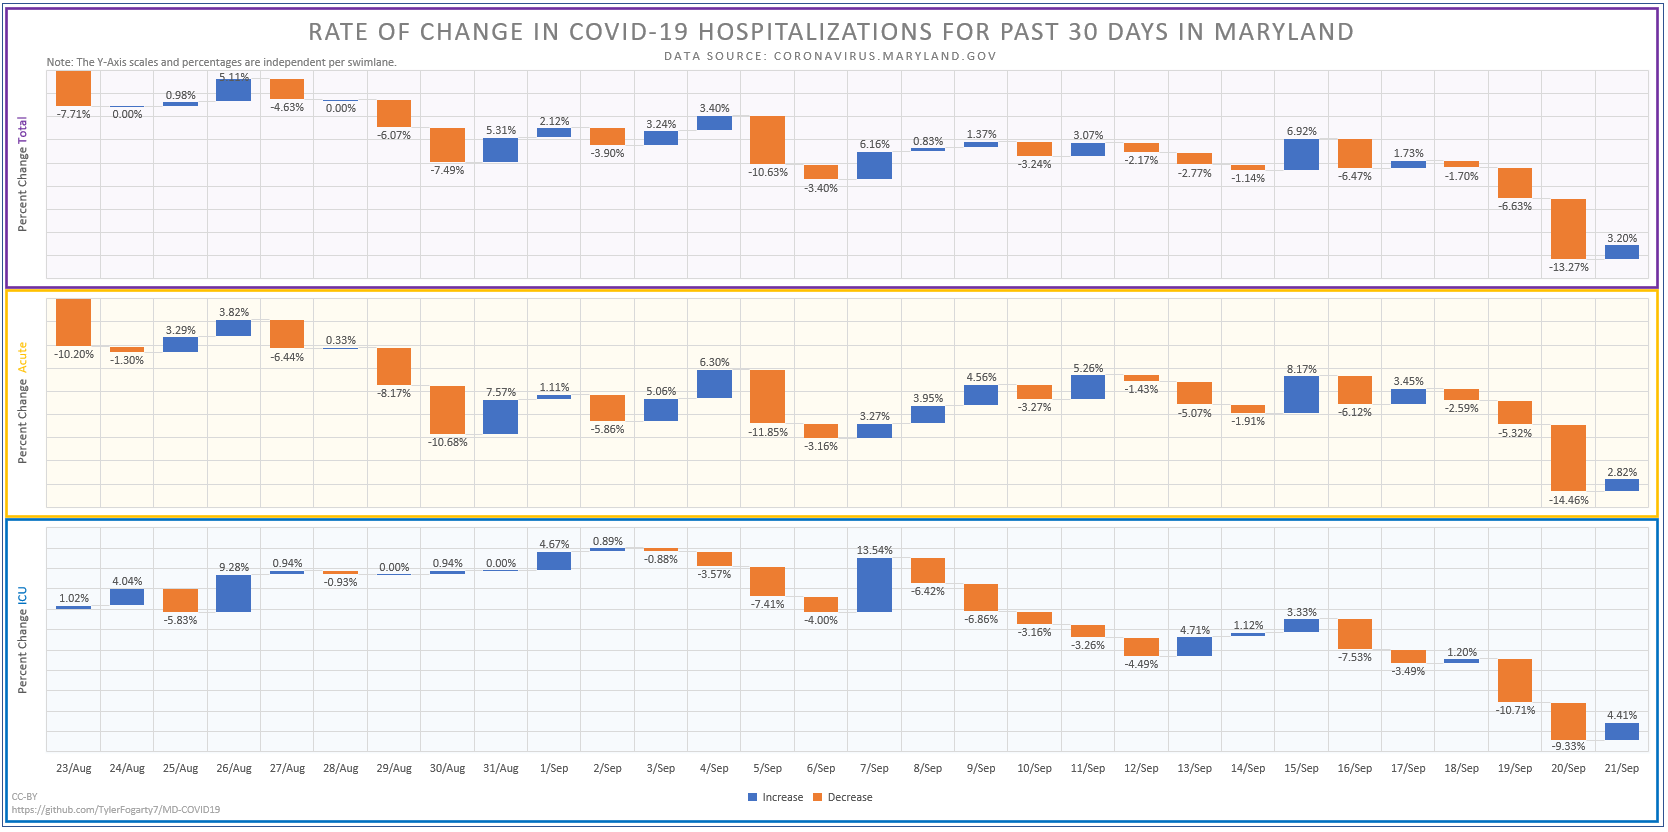 RATE OF CHANGE IN COVID-19 HOSPITALIZATIONS FOR PAST 30 DAYS IN MARYLAND
DATA SOURCE: CORONAVIRUS.MARYLAND.GOV
Note: The Y-Axis scales and percentages are independent per swimlane.
Percent Change Total
-7.71% 0.00% 0.98% 5.11% -4.63% 0.00% -6.07% -7.49% 5.31% 2.12% -3.90% 3.24% 3.40% -10.63% -3.40% 6.16% 0.83% 1.37% -3.24% 3.07% -2.17% -2.77% -1.14% 6.92% -6.47% 1.73% -1.70% -6.63% -13.27% 3.20%
Percent Change Acute
-10.20% -1.30% 3.29% 3.82% -6.44% 0.33% -8.17% -10.68% 7.57% 1.11% -5.86% 5.06% 6.30% -11.85% -3.16% 3.27% 3.95% 4.56% -3.27% 5.26% -1.43% -5.07% -1.91% 8.17% -6.12% 3.45% -2.59% -5.32% -14.46% 2.82%
Percent Change ICU
1.02% 4.04% -5.83% 9.28% 0.94% -0.93% 0.00% 0.94% 0.00% 4.67% 0.89% -0.88% -3.57% -7.41% -4.00% 13.54% -6.42% -6.86% -3.16% -3.26% -4.49% 4.71% 1.12% 3.33% -7.53% -3.49% 1.20% -10.71% -9.33% 4.41%
23/Aug 24/Aug 25/Aug 26/Aug 27/Aug 28/Aug 29/Aug 30/Aug 31/Aug 1/Sep 2/Sep 3/Sep 4/Sep 5/Sep 6/Sep 7/Sep 8/Sep 9/Sep 10/Sep 11/Sep 12/Sep 13/Sep 14/Sep 15/Sep 16/Sep 17/Sep 18/Sep 19/Sep 20/Sep 21/Sep
Increase Decrease
CC-BY
https://github.com/TylerFogarty7/MD-COVID19